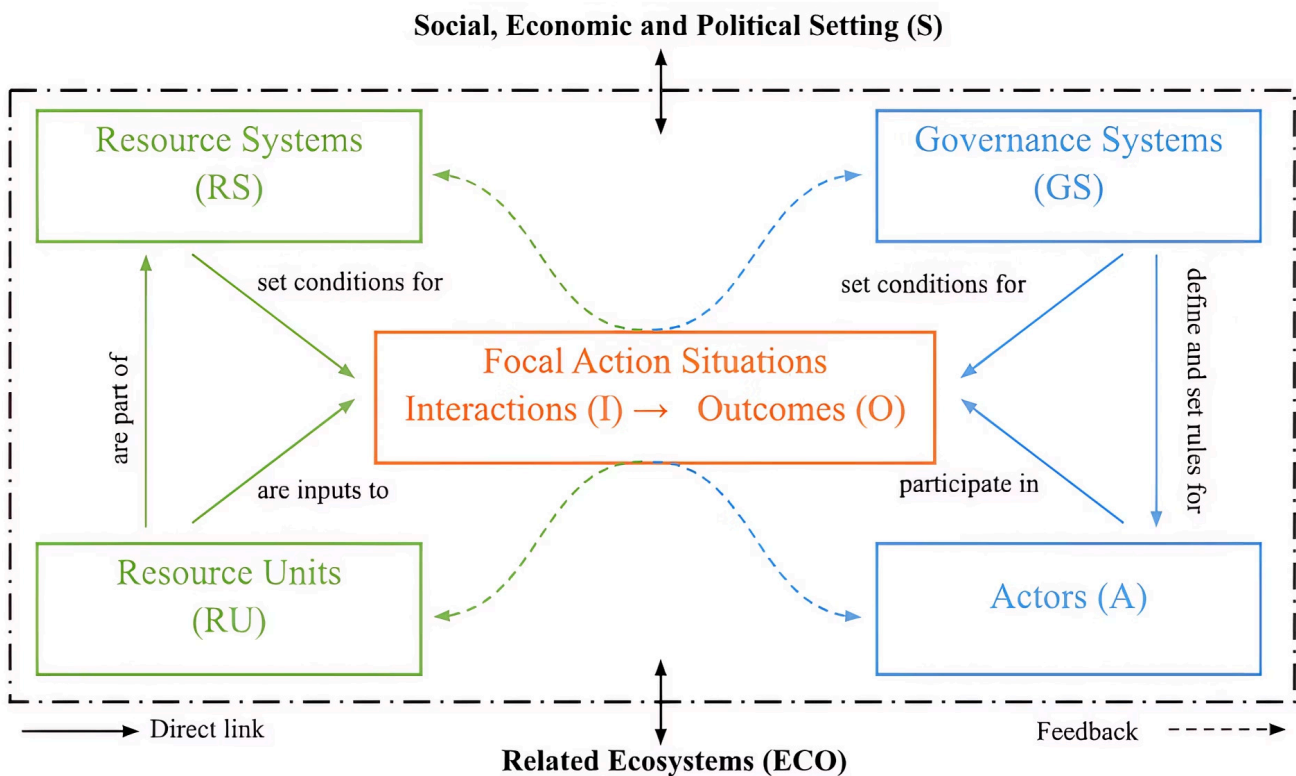 Social, Economic and Political Setting (S)
Resource Systems
(RS)
Governance Systems
(GS)
set conditions for
set conditions for
define and set rules for
are part of
Focal Action Situations
Interactions (I) → Outcomes (O)
are inputs to
participate in
Resource Units
(RU)
Actors (A)
Direct link
Feedback
Related Ecosystems (ECO)